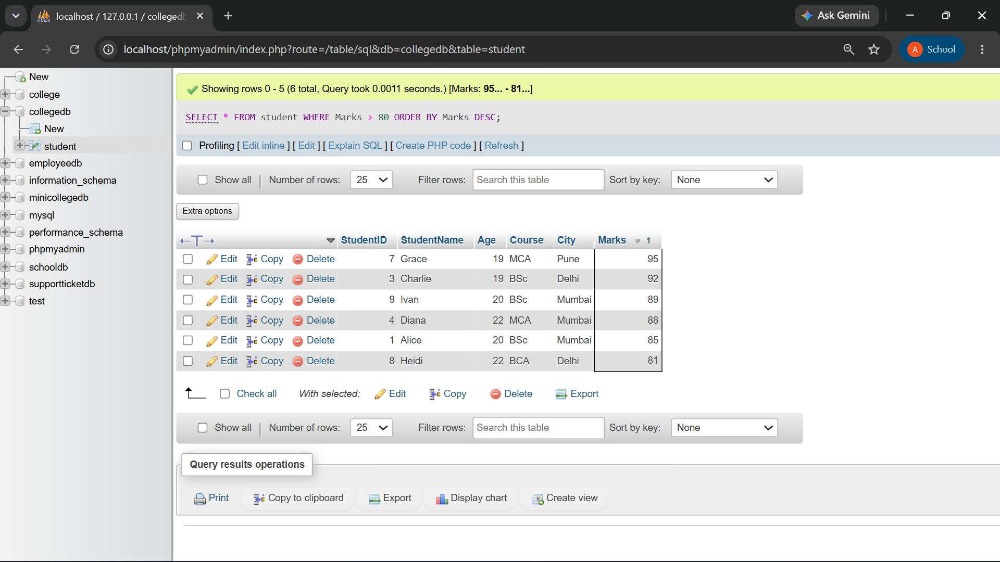 localhost / 127.0.0.1 / collegedb
Ask Gemini
localhost/phpmyadmin/index.php?route=/table/sql&db=collegedb&table=student
A School
New
college
collegedb
New
student
employeedb
information_schema
minicollegedb
mysql
performance_schema
phpmyadmin
schooldb
supportticketdb
test
Showing rows 0 - 5 (6 total, Query took 0.0011 seconds.) [Marks: 95... - 81...]
SELECT * FROM student WHERE Marks > 80 ORDER BY Marks DESC;
Profiling [ Edit inline ] [ Edit ] [ Explain SQL ] [ Create PHP code ] [ Refresh ]
Show all Number of rows: 25 Filter rows: Search this table Sort by key: None
Extra options
StudentID StudentName Age Course City Marks 1
Edit Copy Delete 7 Grace 19 MCA Pune 95
Edit Copy Delete 3 Charlie 19 BSc Delhi 92
Edit Copy Delete 9 Ivan 20 BSc Mumbai 89
Edit Copy Delete 4 Diana 22 MCA Mumbai 88
Edit Copy Delete 1 Alice 20 BSc Mumbai 85
Edit Copy Delete 8 Heidi 22 BCA Delhi 81
Check all With selected: Edit Copy Delete Export
Show all Number of rows: 25 Filter rows: Search this table Sort by key: None
Query results operations
Print Copy to clipboard Export Display chart Create view